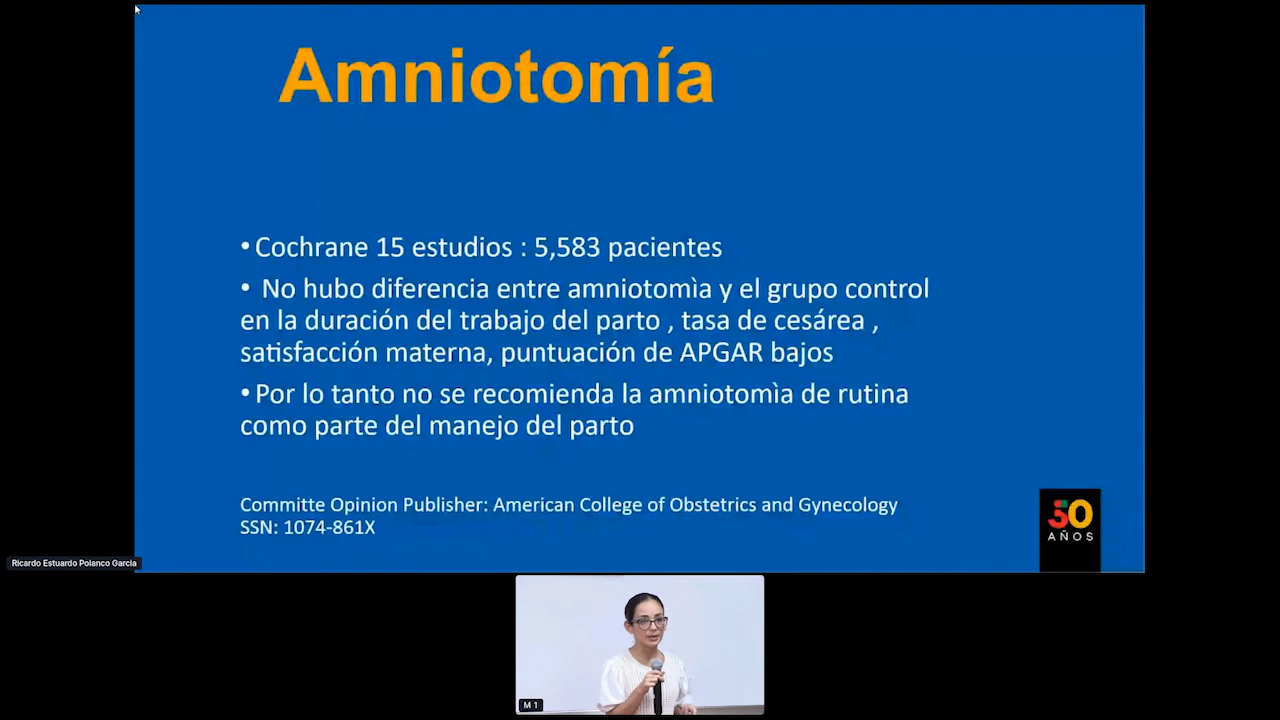 Amniotomía
• Cochrane 15 estudios : 5,583 pacientes
• No hubo diferencia entre amniotomìa y el grupo control
en la duración del trabajo del parto , tasa de cesárea ,
satisfacción materna, puntuación de APGAR bajos
• Por lo tanto no se recomienda la amniotomìa de rutina
como parte del manejo del parto
Committe Opinion Publisher: American College of Obstetrics and Gynecology
SSN: 1074-861X
50
AÑOS
Ricardo Estuardo Polanco Garcia
M 1